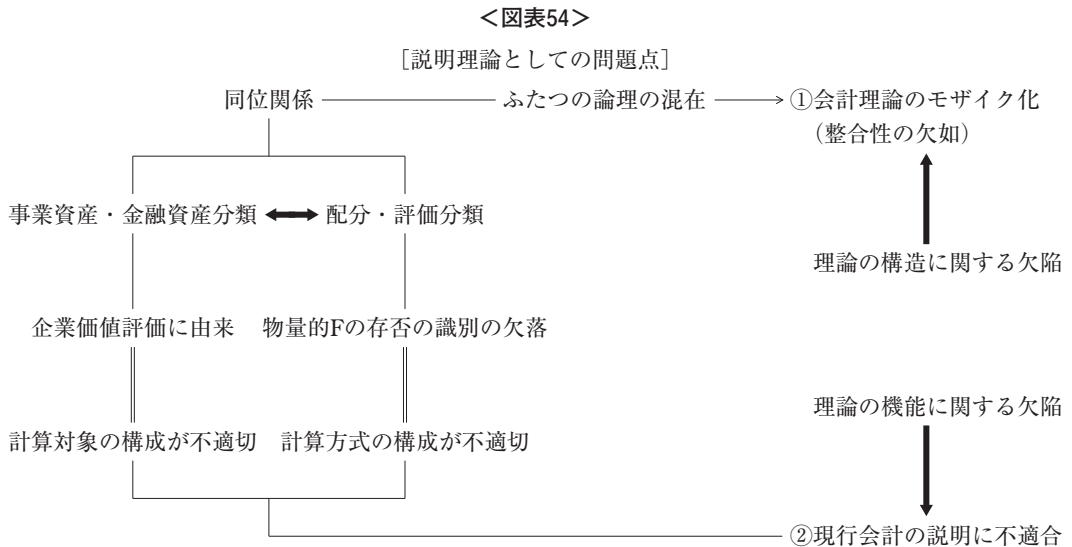 ＜図表54＞
［説明理論としての問題点］
同位関係 ふたつの論理の混在 ①会計理論のモザイク化
（整合性の欠如）
事業資産・金融資産分類 配分・評価分類
理論の構造に関する欠陥
企業価値評価に由来 物量的Fの存否の識別の欠落
理論の機能に関する欠陥
計算対象の構成が不適切 計算方式の構成が不適切
②現行会計の説明に不適合